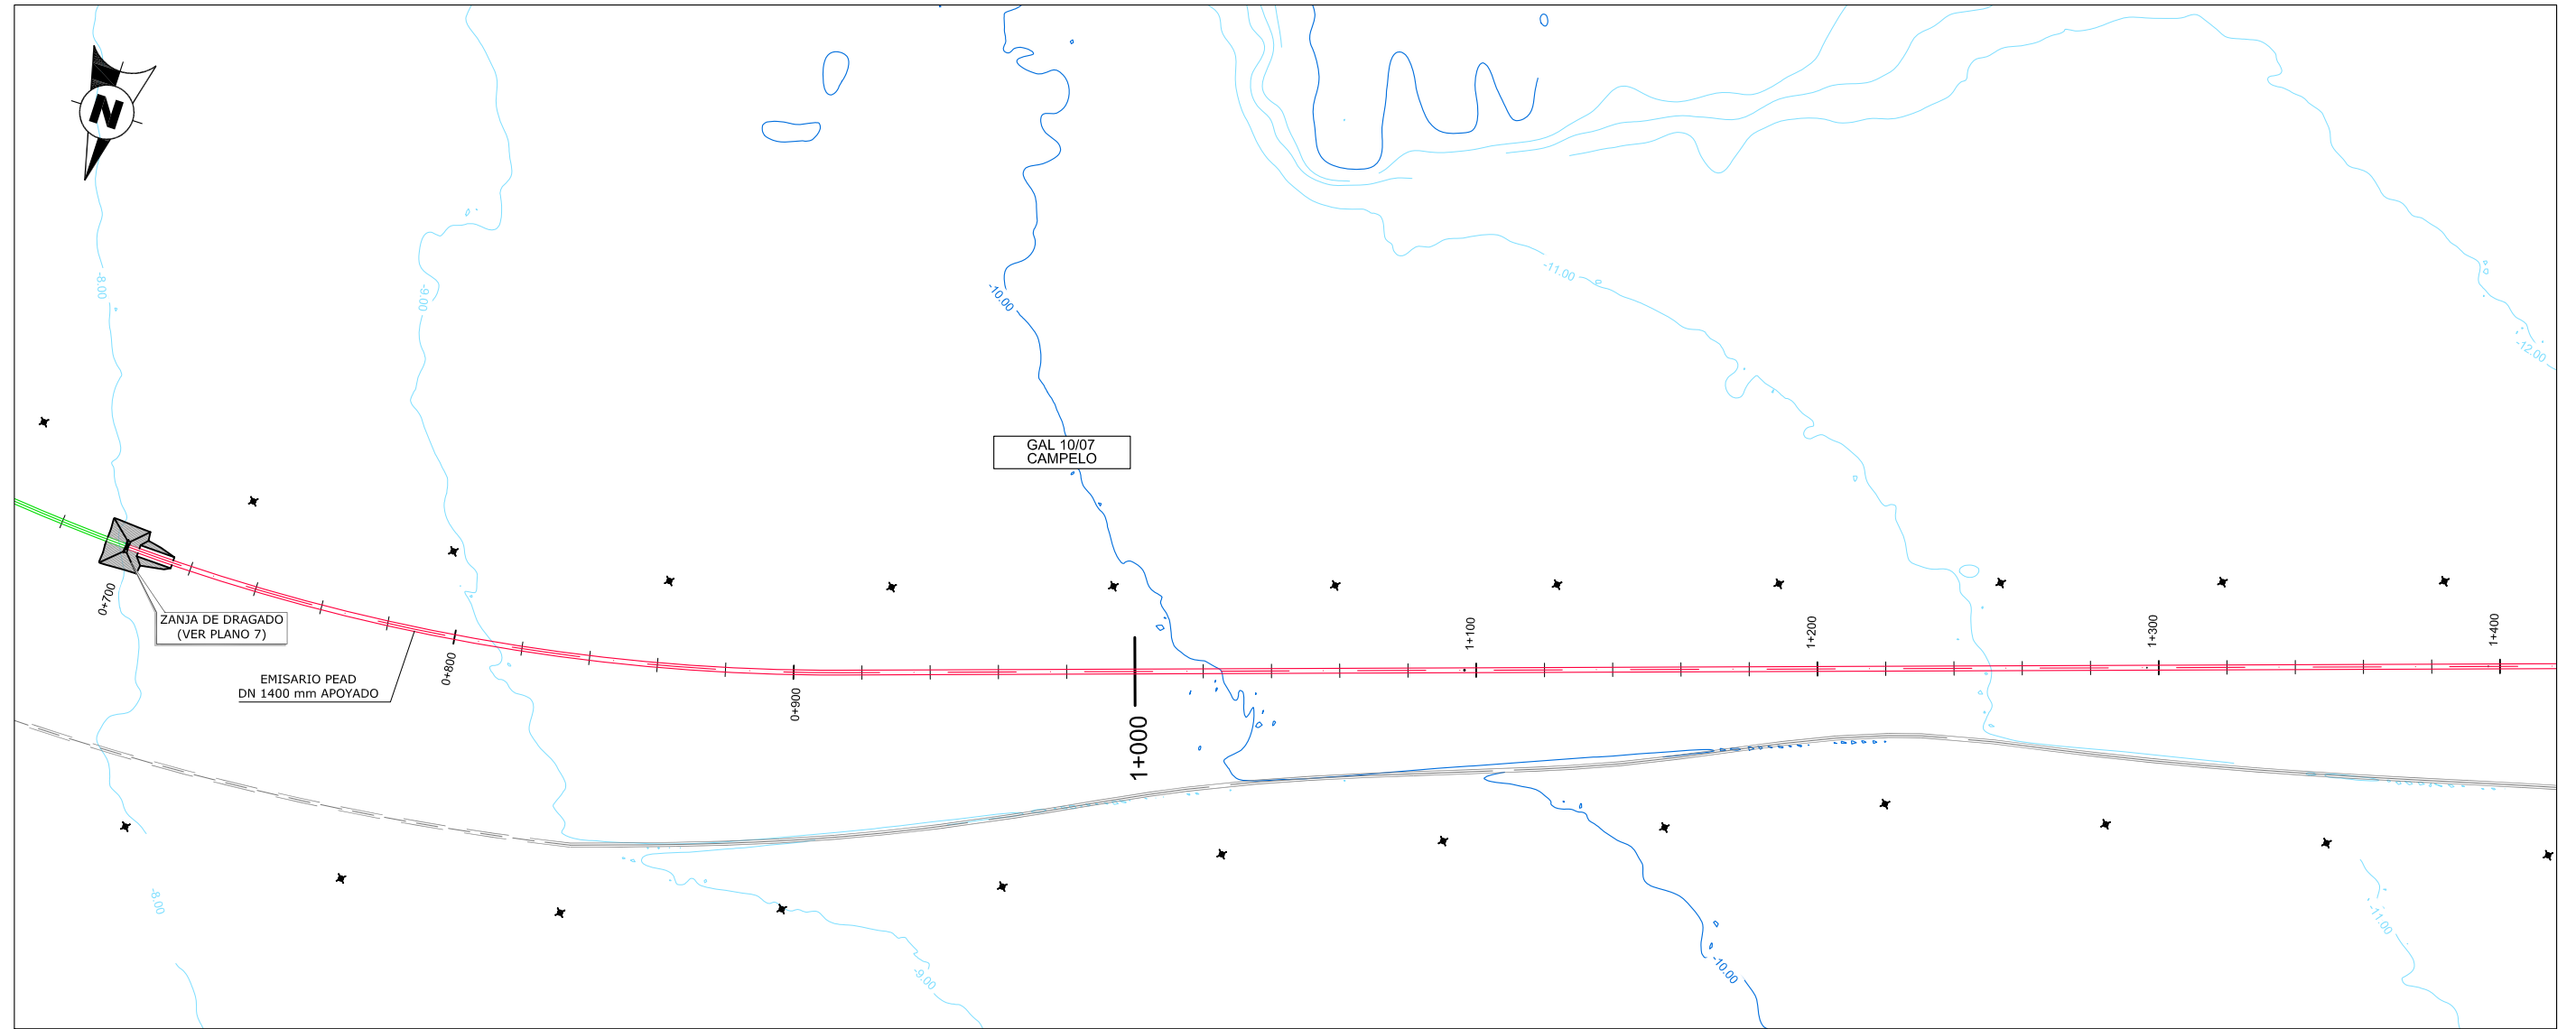 N
-8.00
-9.00
-10.00
-11.00
-12.00
GAL 10/07
CAMPELO
0+700
ZANJA DE DRAGADO
(VER PLANO 7)
EMISARIO PEAD
DN 1400 mm APOYADO
0+800
0+900
1+000
1+100
1+200
1+300
1+400
-8.00
-9.00
-10.00
-11.00